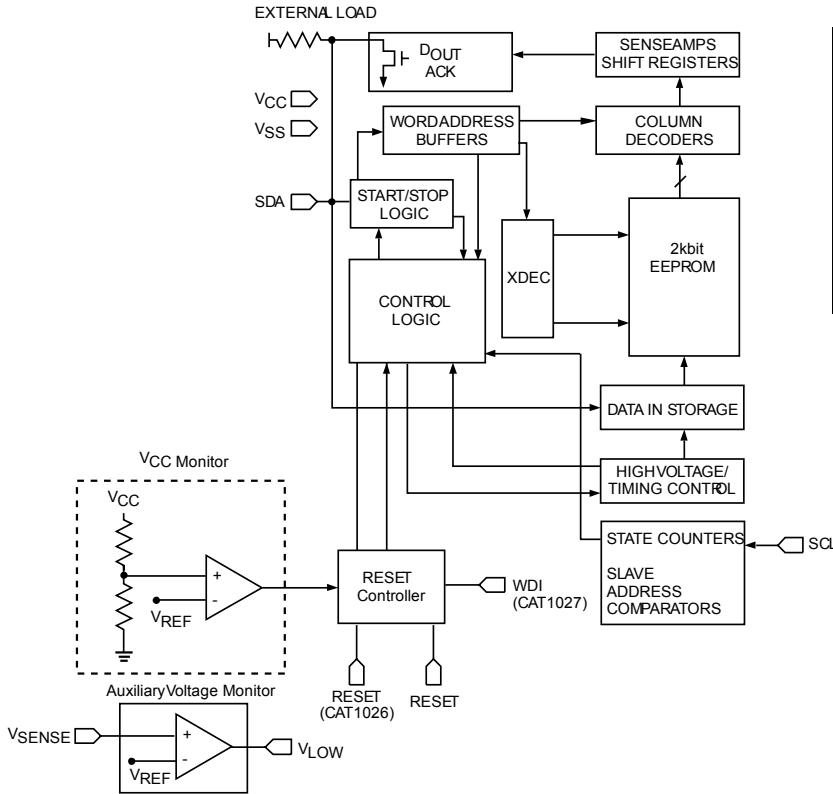 EXTERNAL LOAD
DOUT
ACK
SENSEAMPS
SHIFT REGISTERS
VCC
VSS
WORDADDRESS
BUFFERS
COLUMN
DECODERS
SDA
START/STOP
LOGIC
2kbit
EEPROM
XDEC
CONTROL
LOGIC
DATA IN STORAGE
HIGHVOLTAGE/
TIMING CONTROL
VCC Monitor
VCC
+
-
VREF
RESET
Controller
WDI
(CAT1027)
STATE COUNTERS
SLAVE
ADDRESS
COMPARATORS
SCL
RESET
(CAT1026)
RESET
AuxiliaryVoltage Monitor
VSENSE
+
-
VREF
VLOW